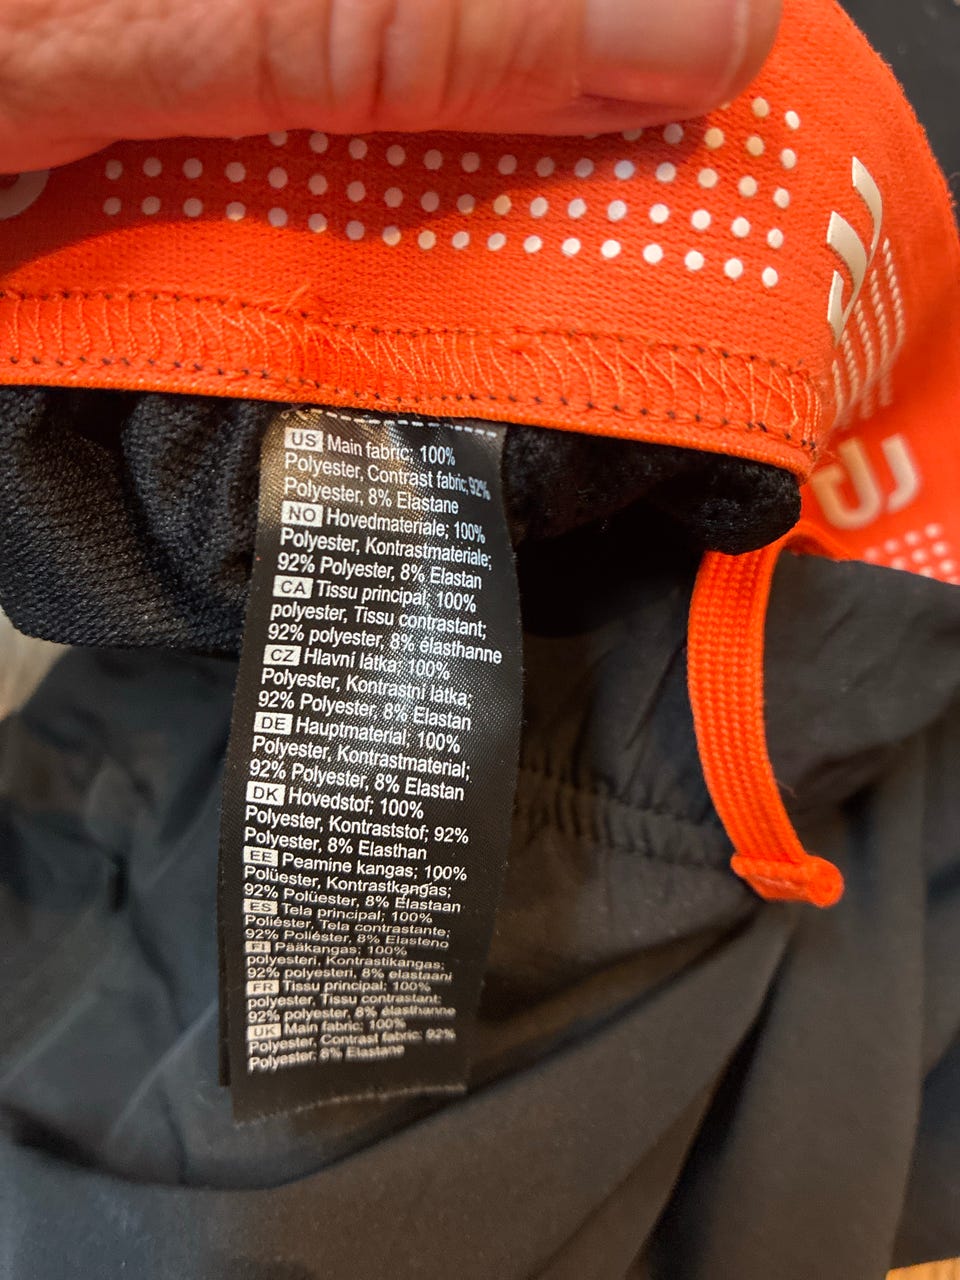 US Main fabric; 100%
Polyester, Contrast fabric; 92%
Polyester, 8% Elastane
NO Hovedmateriale; 100%
Polyester, Kontrastmateriale;
92% Polyester, 8% Elastan
CA Tissu principal; 100%
polyester, Tissu contrastant;
92% polyester, 8% élasthanne
CZ Hlavní látka; 100%
Polyester, Kontrastní látka;
92% Polyester, 8% Elastan
DE Hauptmaterial; 100%
Polyester, Kontrastmaterial;
92% Polyester, 8% Elastan
DK Hovedstof; 100%
Polyester, Kontraststof; 92%
Polyester, 8% Elasthan
EE Peamine kangas; 100%
Polüester, Kontrastkangas;
92% Polüester, 8% Elastaan
ES Tela principal; 100%
Poliéster, Tela contrastante;
92% Poliéster, 8% Elasteno
FI Pääkangas; 100%
polyesteri, Kontrastikangas;
92% polyesteri, 8% elastaani
FR Tissu principal; 100%
polyester, Tissu contrastant;
92% polyester, 8% élasthanne
UK Main fabric; 100%
Polyester, Contrast fabric; 92%
Polyester; 8% Elastane